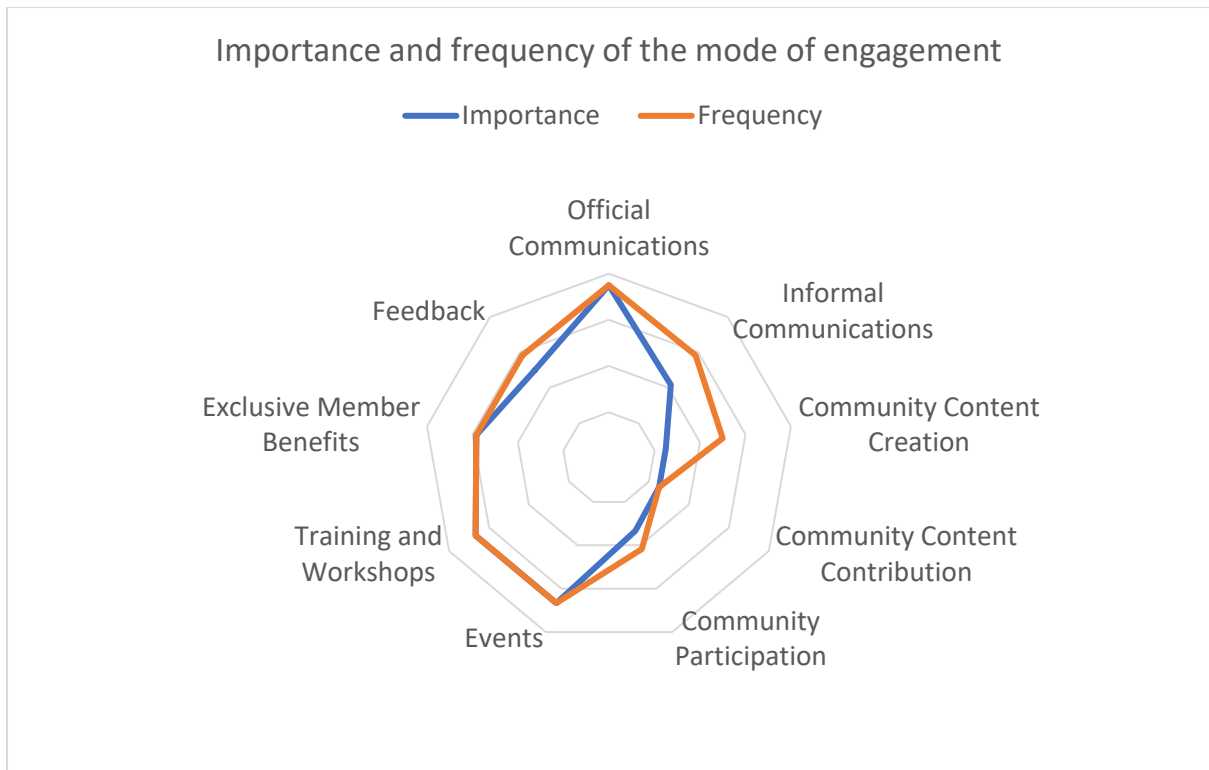 Importance and frequency of the mode of engagement
Importance
Frequency
Official
Communications
Informal
Communications
Community Content
Creation
Community Content
Contribution
Community
Participation
Events
Training and
Workshops
Exclusive Member
Benefits
Feedback